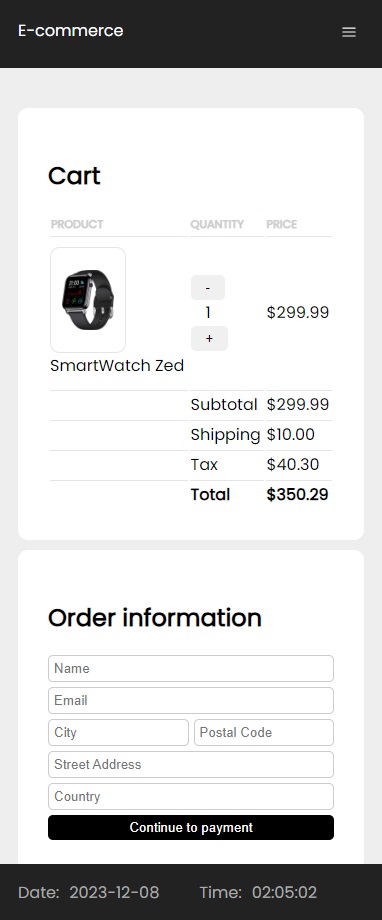 E-commerce
Cart
PRODUCT QUANTITY PRICE
-
1 $299.99
+
SmartWatch Zed
Subtotal $299.99
Shipping $10.00
Tax $40.30
Total $350.29
Order information
Name
Email
City Postal Code
Street Address
Country
Continue to payment
Date: 2023-12-08 Time: 02:05:02